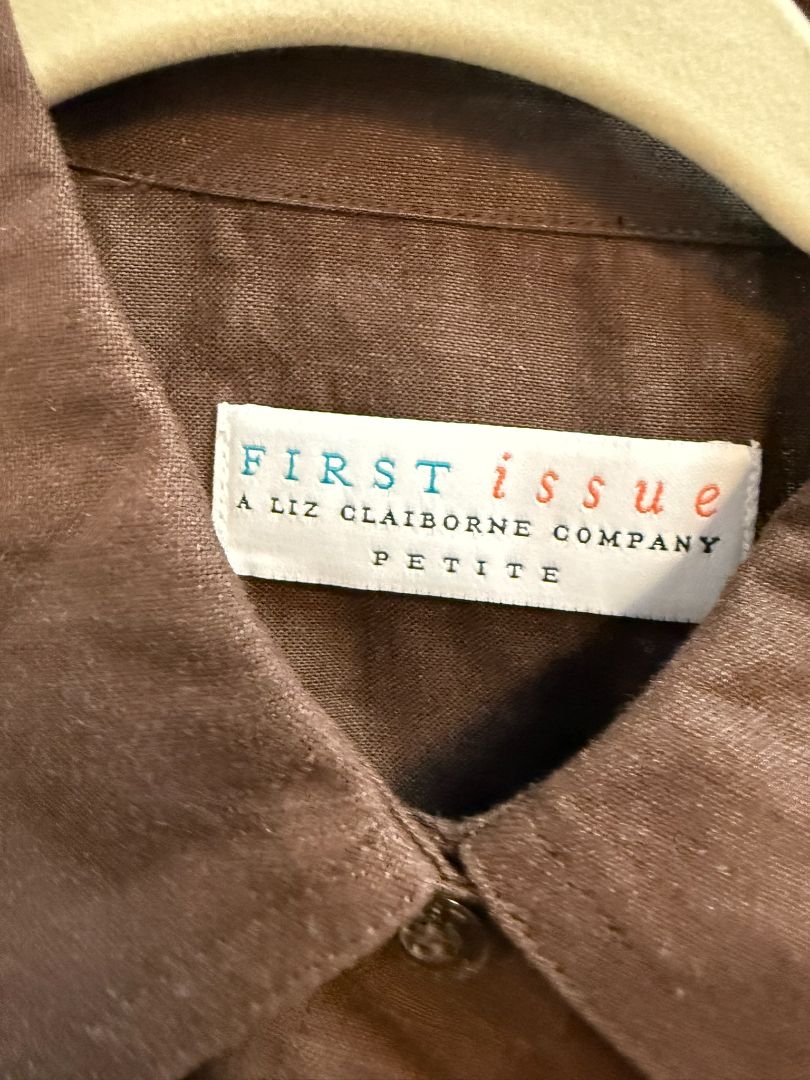 FIRST issue
A LIZ CLAIBORNE COMPANY
PETITE